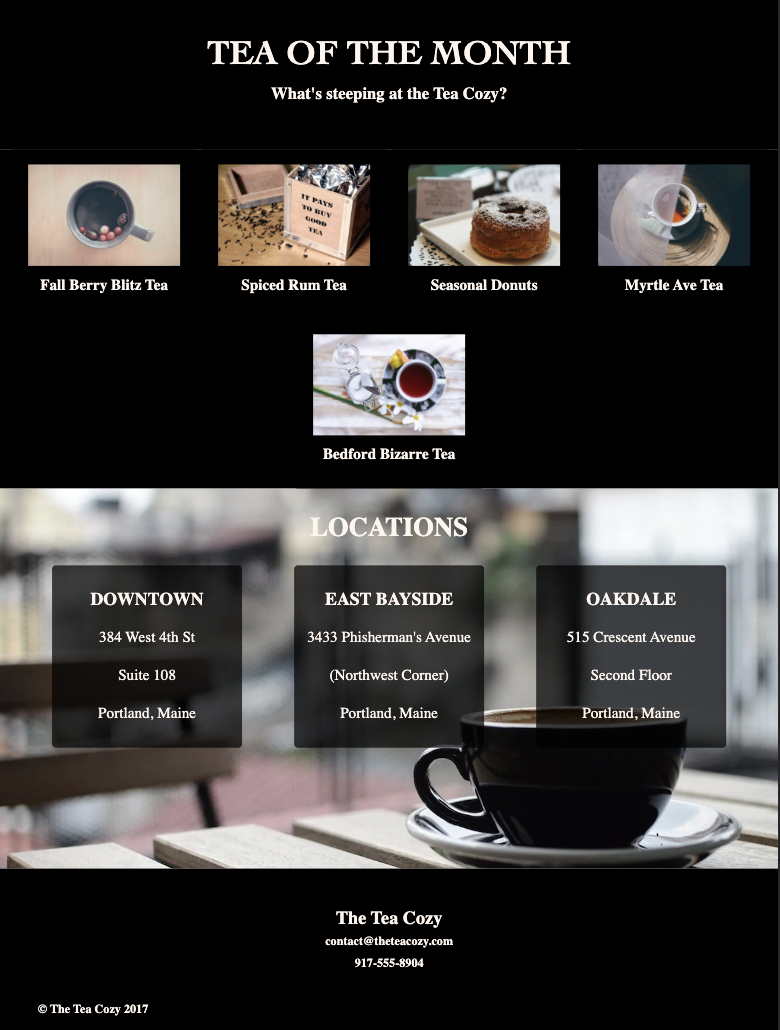 TEA OF THE MONTH
What's steeping at the Tea Cozy?
IT PAYS
TO BUY
GOOD
TEA
Fall Berry Blitz Tea
Spiced Rum Tea
Seasonal Donuts
Myrtle Ave Tea
Bedford Bizarre Tea
LOCATIONS
DOWNTOWN
384 West 4th St
Suite 108
Portland, Maine
EAST BAYSIDE
3433 Phisherman's Avenue
(Northwest Corner)
Portland, Maine
OAKDALE
515 Crescent Avenue
Second Floor
Portland, Maine
The Tea Cozy
contact@theteacozy.com
917-555-8904
© The Tea Cozy 2017